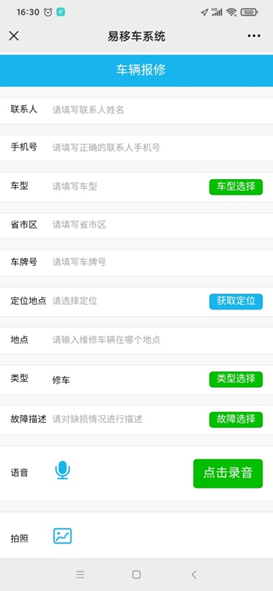 16:30
100
易移车系统
车辆报修
联系人 请填写联系人姓名
手机号 请填写正确的联系人手机号
车型 请填写车型 车型选择
省市区 请填写省市区
车牌号 请填写车牌号
定位地点 请选择定位 获取定位
地点 请输入维修车辆在哪个地点
类型 修车 类型选择
故障描述 请对缺损情况进行描述 故障选择
语音 点击录音
拍照